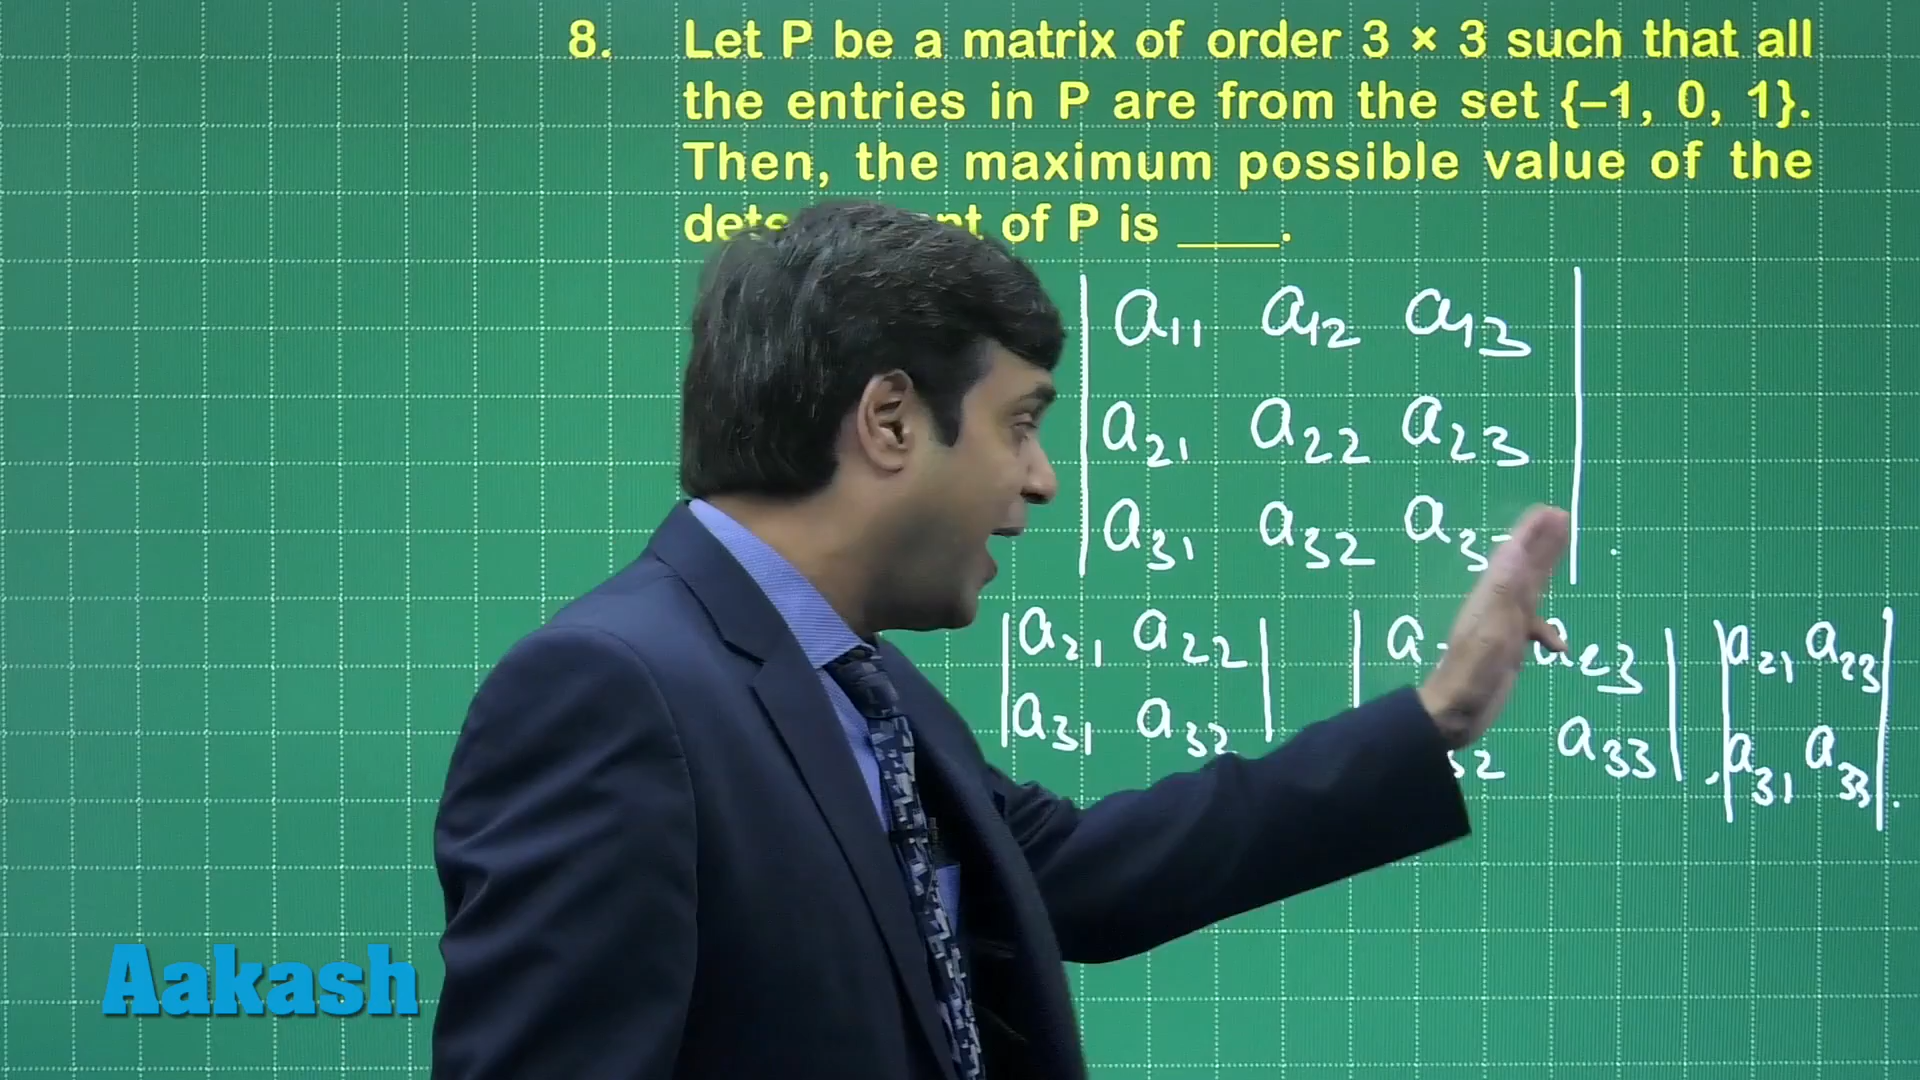 8. Let P be a matrix of order 3 × 3 such that all
the entries in P are from the set {–1, 0, 1}.
Then, the maximum possible value of the
of P is ____.
a11 a12 a13
a21 a22 a23
a31 a32
a21 a22 a23 a21 a23
a31 a32 a33 , a31 a33 .
Aakash